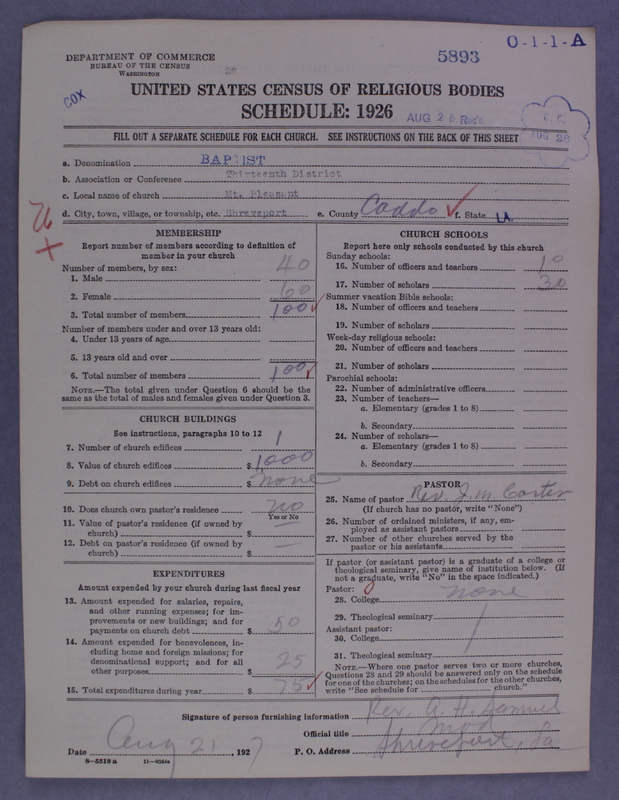 DEPARTMENT OF COMMERCE
BUREAU OF THE CENSUS
WASHINGTON
5893
O-1-1-A
COX
UNITED STATES CENSUS OF RELIGIOUS BODIES
SCHEDULE: 1926
AUG 26 Rec'd
AUG 26
FILL OUT A SEPARATE SCHEDULE FOR EACH CHURCH. SEE INSTRUCTIONS ON THE BACK OF THIS SHEET
a. Denomination BAPTIST
b. Association or Conference Thirteenth District
c. Local name of church Mt. Pleasant
d. City, town, village, or township, etc. Shreveport e. County Caddo f. State LA.
MEMBERSHIP
Report number of members according to definition of
member in your church
Number of members, by sex:
1. Male 40
2. Female 60
3. Total number of members 100
Number of members under and over 13 years old:
4. Under 13 years of age
5. 13 years old and over
6. Total number of members 100
NOTE.—The total given under Question 6 should be the
same as the total of males and females given under Question 3.
CHURCH BUILDINGS
See instructions, paragraphs 10 to 12
7. Number of church edifices 1
8. Value of church edifices $ 1000
9. Debt on church edifices $ None
10. Does church own pastor's residence no
Yes or No
11. Value of pastor's residence (if owned by
church) $
12. Debt on pastor's residence (if owned by
church) $
EXPENDITURES
Amount expended by your church during last fiscal year
13. Amount expended for salaries, repairs,
and other running expenses; for im-
provements or new buildings; and for
payments on church debt $ 50
14. Amount expended for benevolences, in-
cluding home and foreign missions; for
denominational support; and for all
other purposes $ 25
15. Total expenditures during year $ 75
CHURCH SCHOOLS
Report here only schools conducted by this church
Sunday schools:
16. Number of officers and teachers 10
17. Number of scholars 30
Summer vacation Bible schools:
18. Number of officers and teachers
19. Number of scholars
Week-day religious schools:
20. Number of officers and teachers
21. Number of scholars
Parochial schools:
22. Number of administrative officers
23. Number of teachers—
a. Elementary (grades 1 to 8)
b. Secondary
24. Number of scholars—
a. Elementary (grades 1 to 8)
b. Secondary
PASTOR
25. Name of pastor Rev. J. M. Carter
(If church has no pastor, write "None")
26. Number of ordained ministers, if any, em-
ployed as assistant pastors
27. Number of other churches served by the
pastor or his assistants
If pastor (or assistant pastor) is a graduate of a college or
theological seminary, give name of institution below. (If
not a graduate, write "No" in the space indicated.)
Pastor:
28. College none
29. Theological seminary
Assistant pastor:
30. College
31. Theological seminary
NOTE.—Where one pastor serves two or more churches,
Questions 28 and 29 should be answered only on the schedule
for one of the churches; on the schedules for the other churches,
write "See schedule for church."
Signature of person furnishing information Rev. A. H. Samuel
Official title Mod
Date Aug 21, 1927 P. O. Address Shreveport, La
8-5518 a